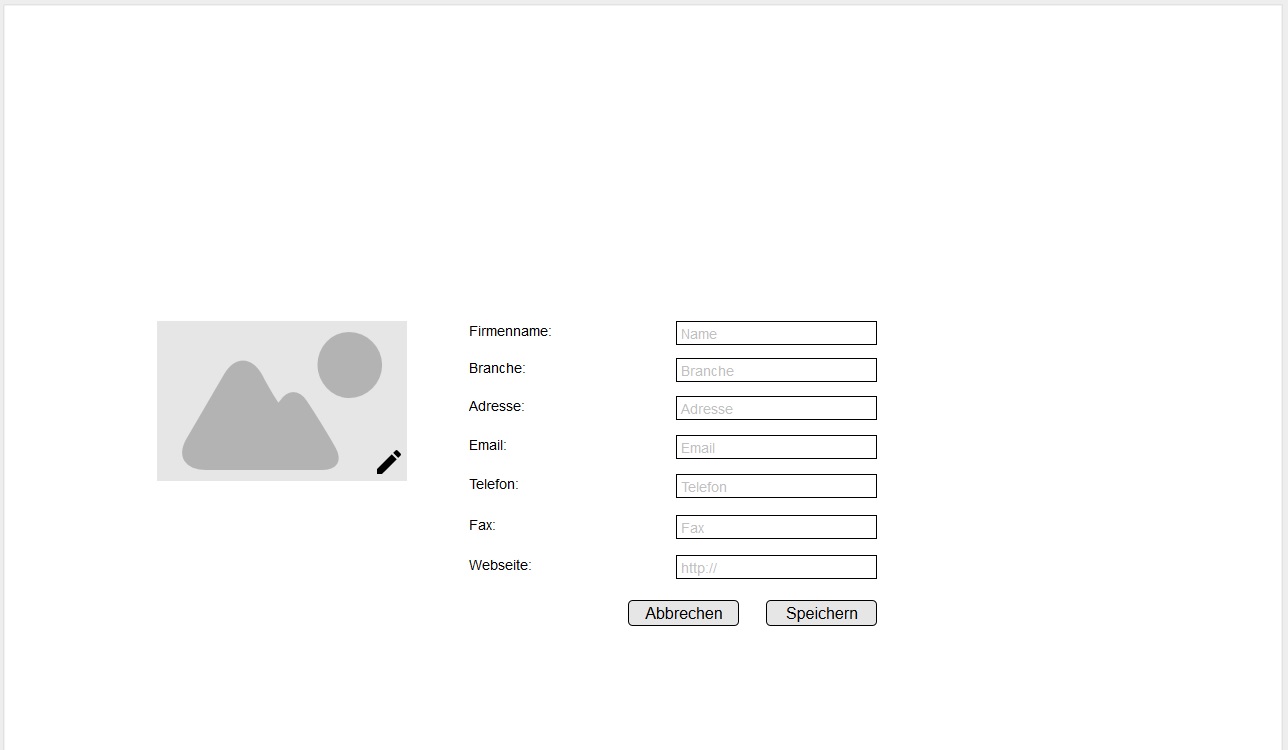 Firmenname: Name
Branche: Branche
Adresse: Adresse
Email: Email
Telefon: Telefon
Fax: Fax
Webseite: http://
Abbrechen Speichern